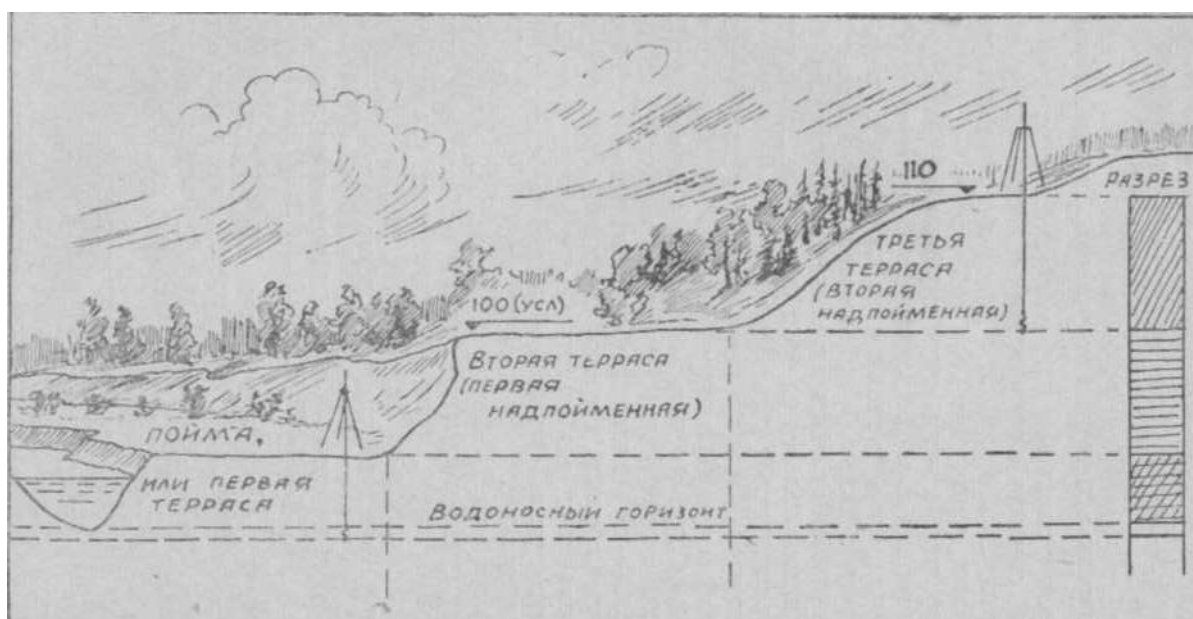 110
РАЗРЕЗ
ТРЕТЬЯ
ТЕРРАСА
(ВТОРАЯ
НАДПОЙМЕННАЯ)
100 (УСЛ)
ВТОРАЯ ТЕРРАСА
(ПЕРВАЯ
НАДПОЙМЕННАЯ)
ПОЙМА,
ИЛИ ПЕРВАЯ
ТЕРРАСА
ВОДОНОСНЫЙ ГОРИЗОНТ